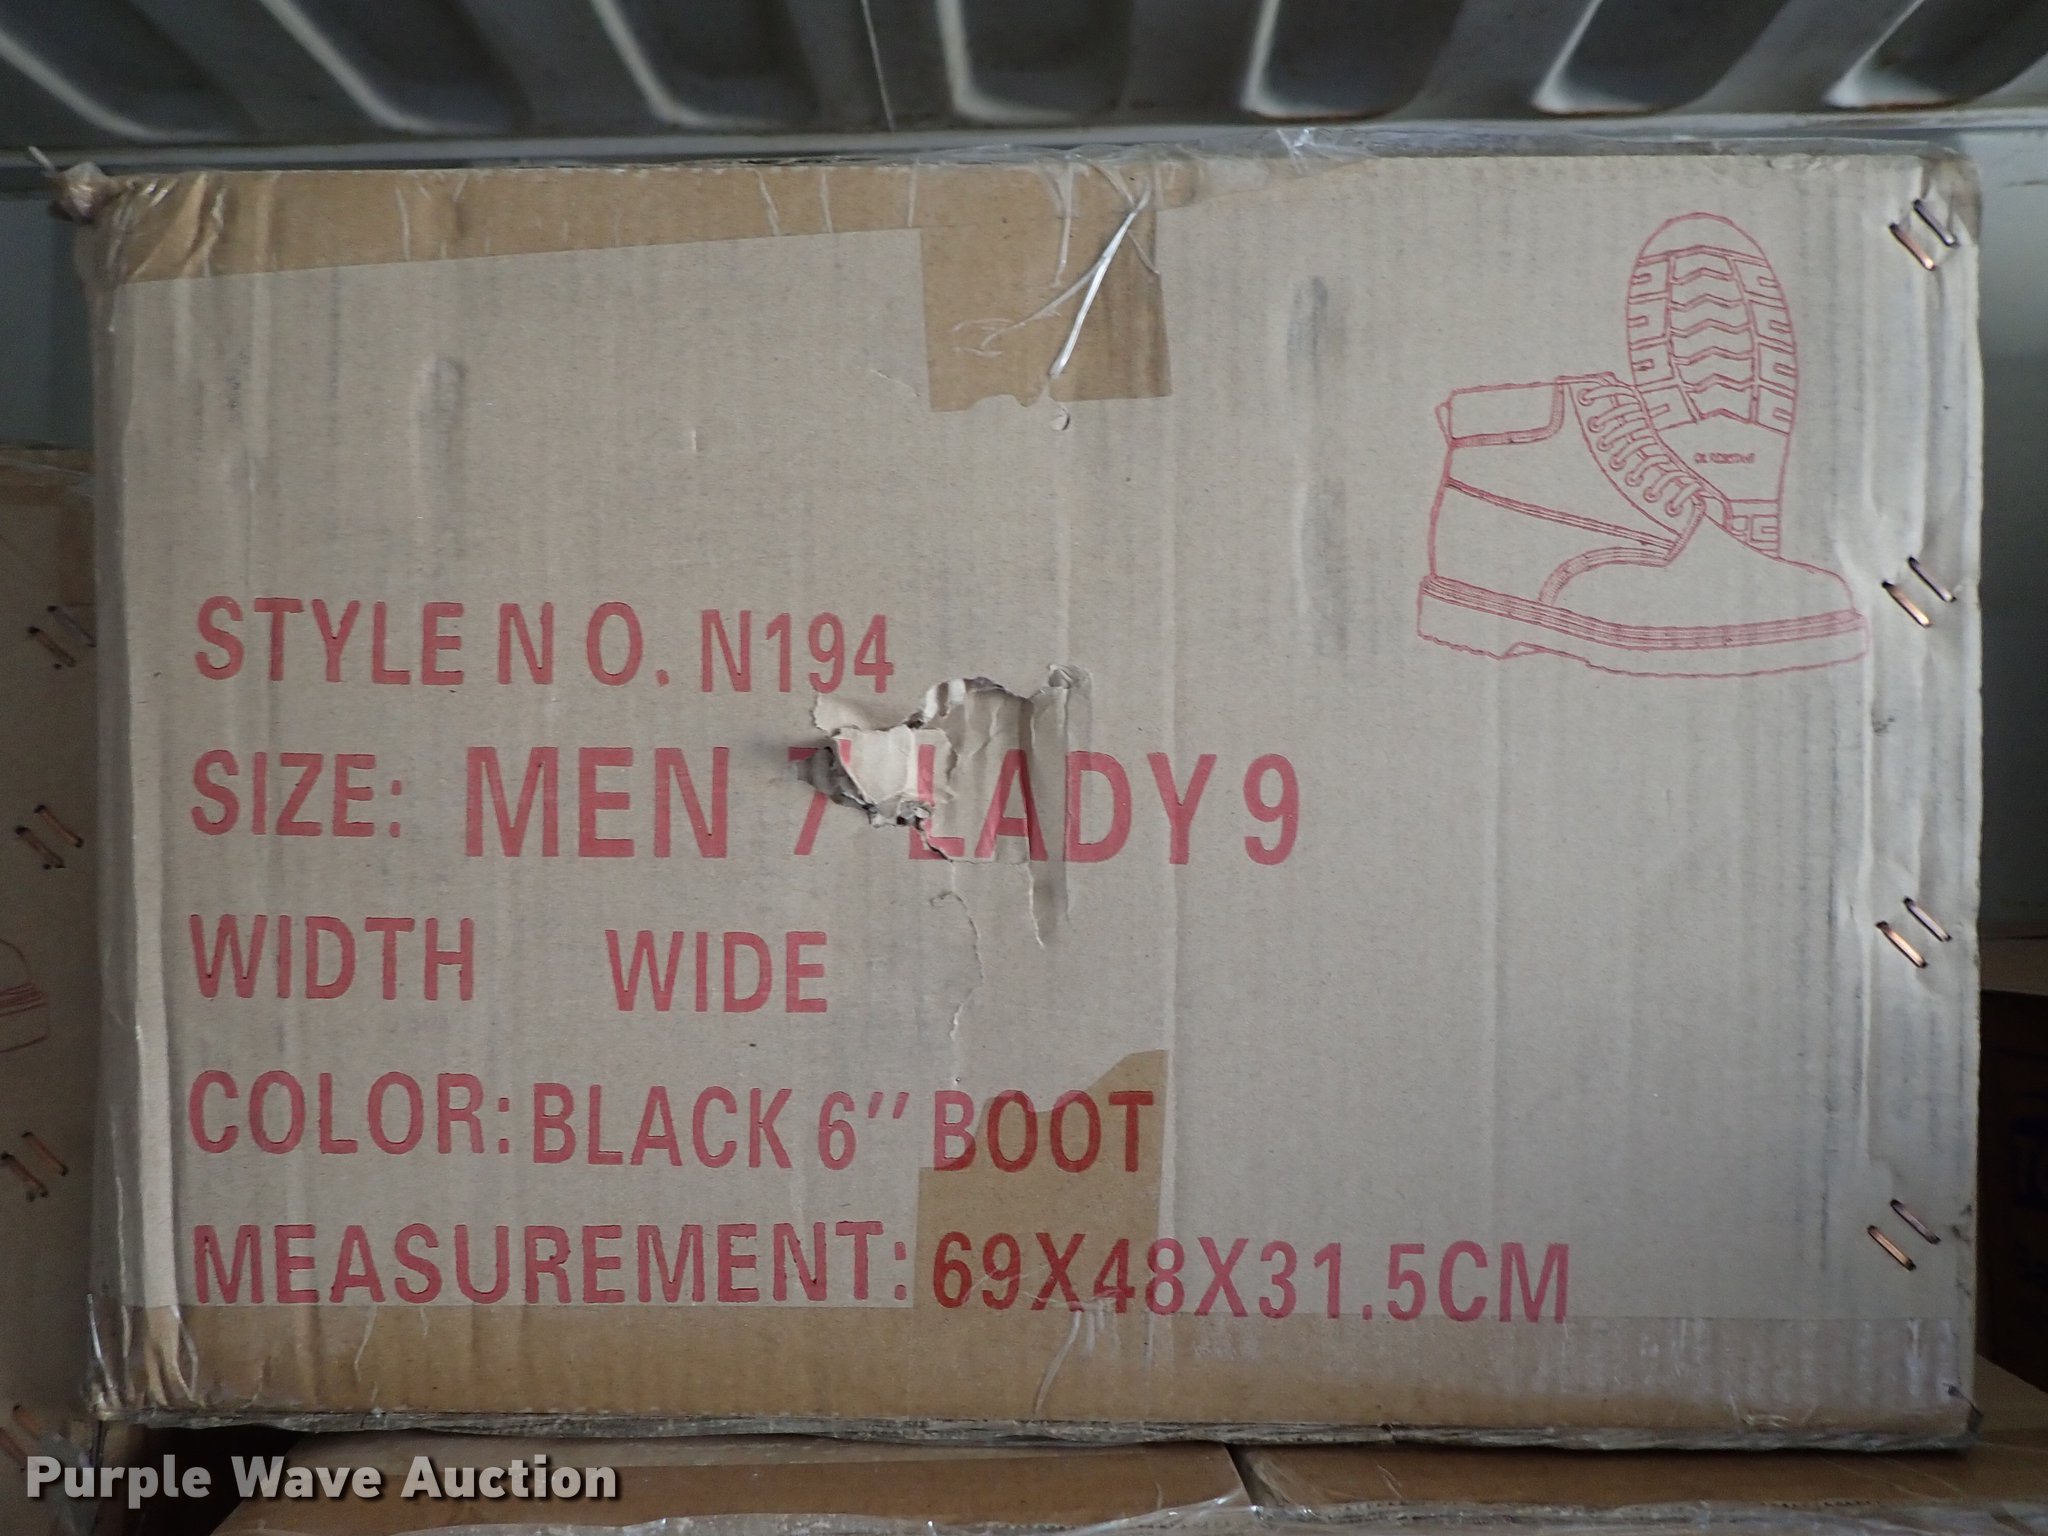 STYLE NO. N194
SIZE: MEN 7 LADY 9
WIDTH WIDE
COLOR: BLACK 6" BOOT
MEASUREMENT: 69X48X31.5CM
Purple Wave Auction